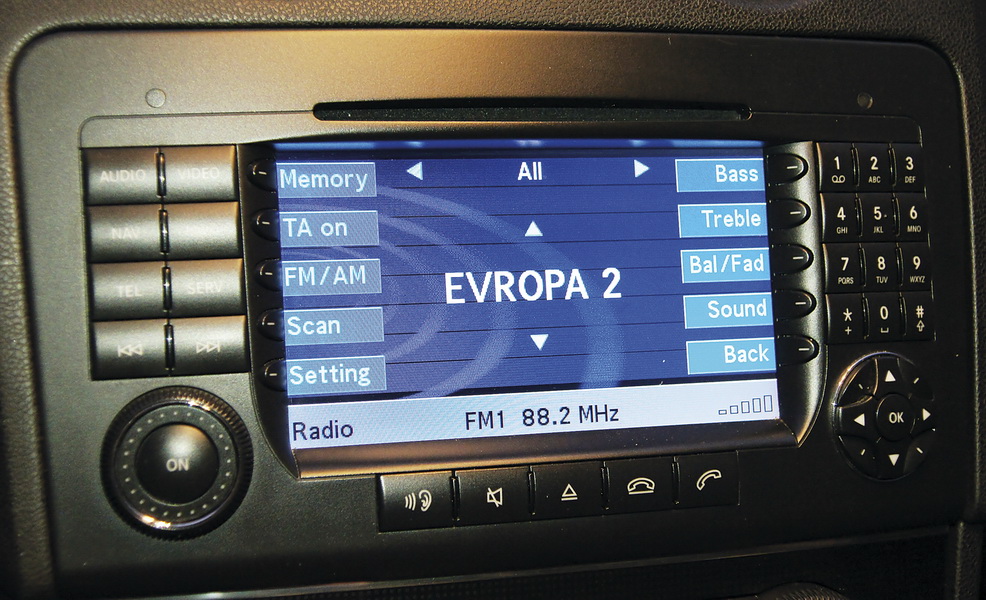 AUDIO VIDEO
NAV
TEL SERV
ON
Memory
TA on
FM/AM
Scan
Setting
All
EVROPA 2
Bass
Treble
Bal/Fad
Sound
Back
Radio FM1 88.2 MHz
1 2 3
ABC DEF
4 5 6
GHI JKL MNO
7 8 9
PQRS TUV WXYZ
* 0 #
+
OK